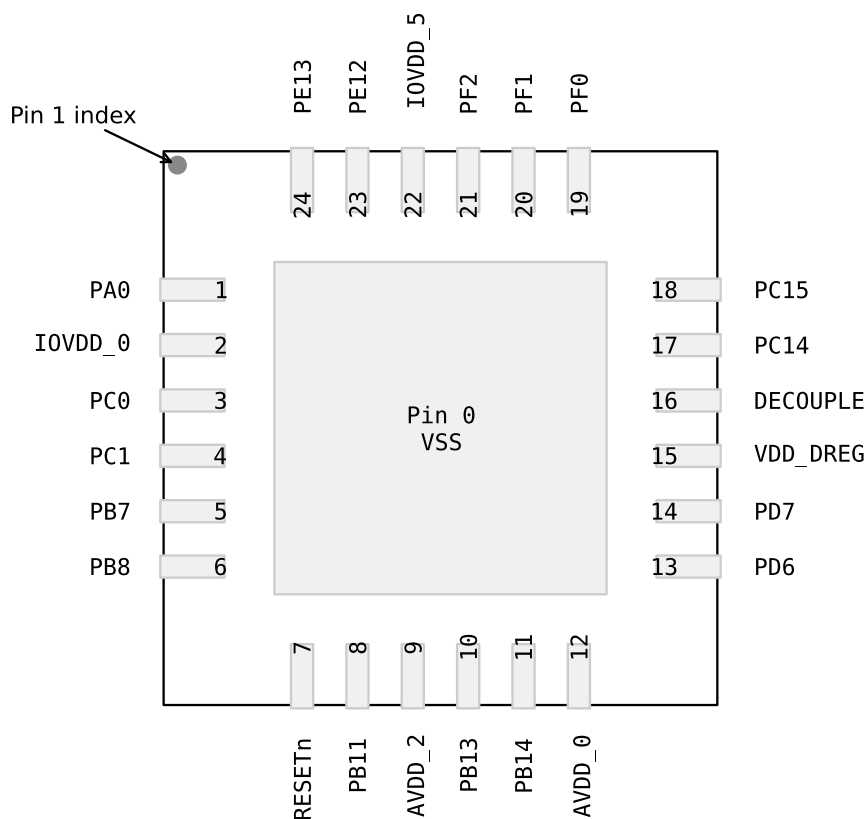 PE13
PE12
IOVDD_5
PF2
PF1
PF0
Pin 1 index
24
23
22
21
20
19
PA0 1
18 PC15
IOVDD_0 2
17 PC14
PC0 3
16 DECOUPLE
Pin 0
VSS
PC1 4
15 VDD_DREG
PB7 5
14 PD7
PB8 6
13 PD6
7
8
9
10
11
12
RESETn
PB11
AVDD_2
PB13
PB14
AVDD_0